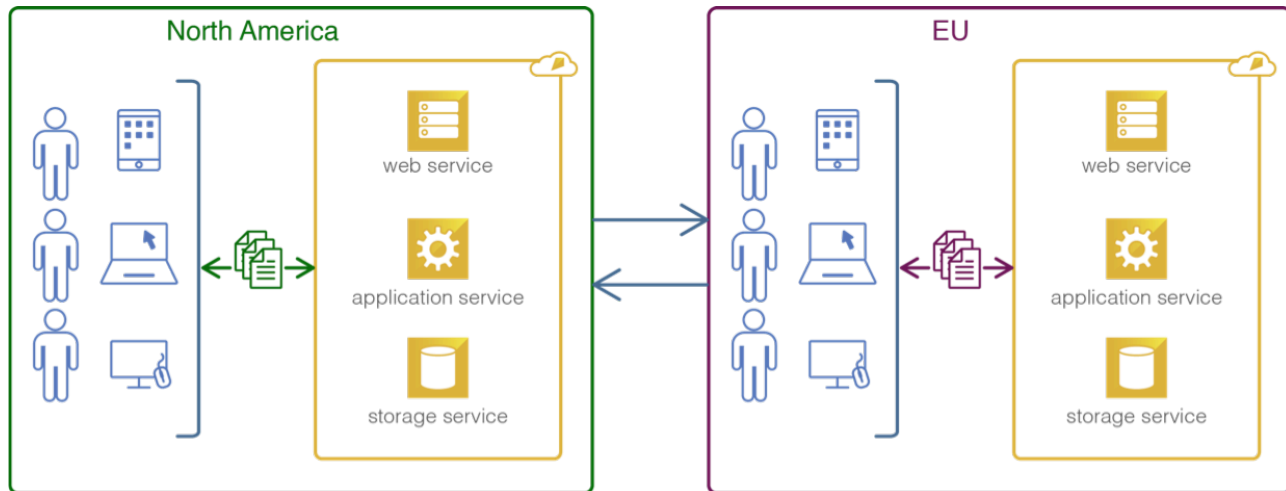 North America
web service
application service
storage service
EU
web service
application service
storage service